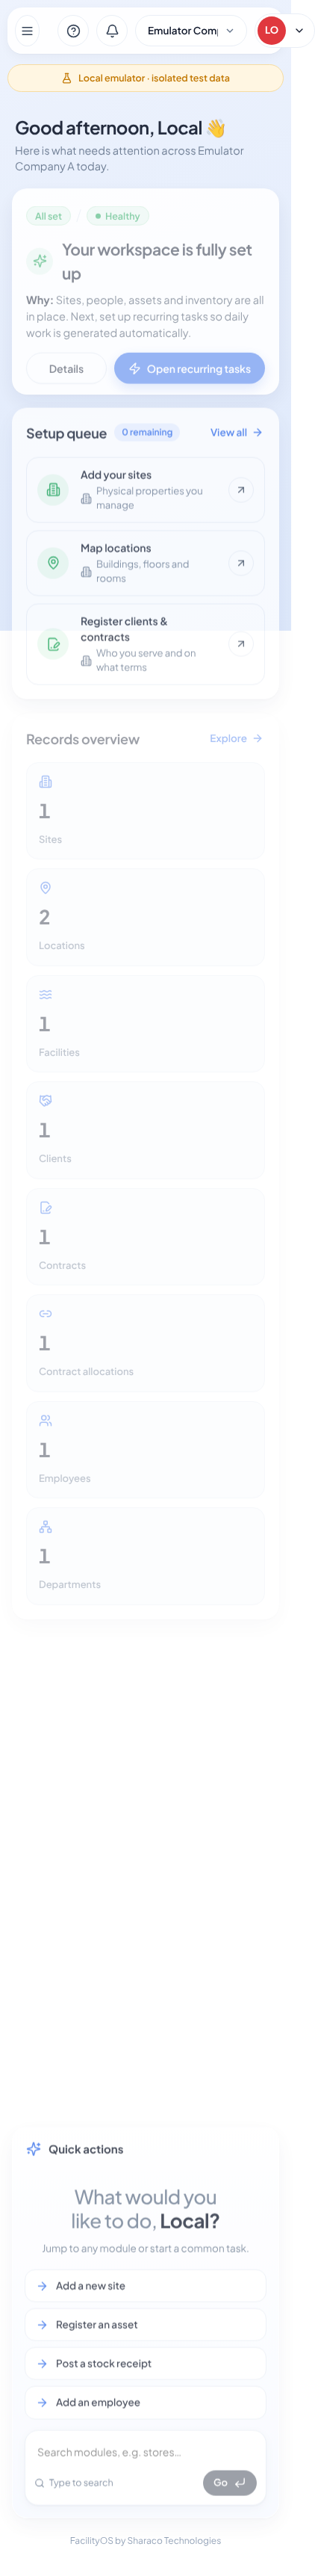 Emulator Comp
LO
Local emulator · isolated test data
Good afternoon, Local 👋
Here is what needs attention across Emulator
Company A today.
All set
Healthy
Your workspace is fully set
up
Why: Sites, people, assets and inventory are all
in place. Next, set up recurring tasks so daily
work is generated automatically.
Details
Open recurring tasks
Setup queue
0 remaining
View all
Add your sites
Physical properties you
manage
Map locations
Buildings, floors and
rooms
Register clients &
contracts
Who you serve and on
what terms
Records overview
Explore
1
Sites
2
Locations
1
Facilities
1
Clients
1
Contracts
1
Contract allocations
1
Employees
1
Departments
Quick actions
What would you
like to do, Local?
Jump to any module or start a common task.
Add a new site
Register an asset
Post a stock receipt
Add an employee
Search modules, e.g. stores...
Type to search
Go
FacilityOS by Sharaco Technologies